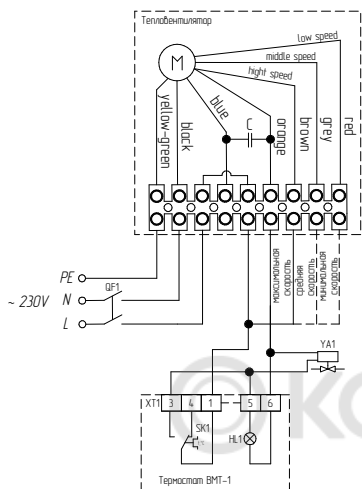 Тепловентилятор
low speed
middle speed
hight speed
M
yellow-green
black
blue
C
orange
brown
grey
red
PE
N
L
~ 230V
QF1
максимальная скорость
средняя скорость
минимальная скорость
YA1
XT1 3 4 1 5 6
SK1
t°C
HL1
Термостат ВМТ-1